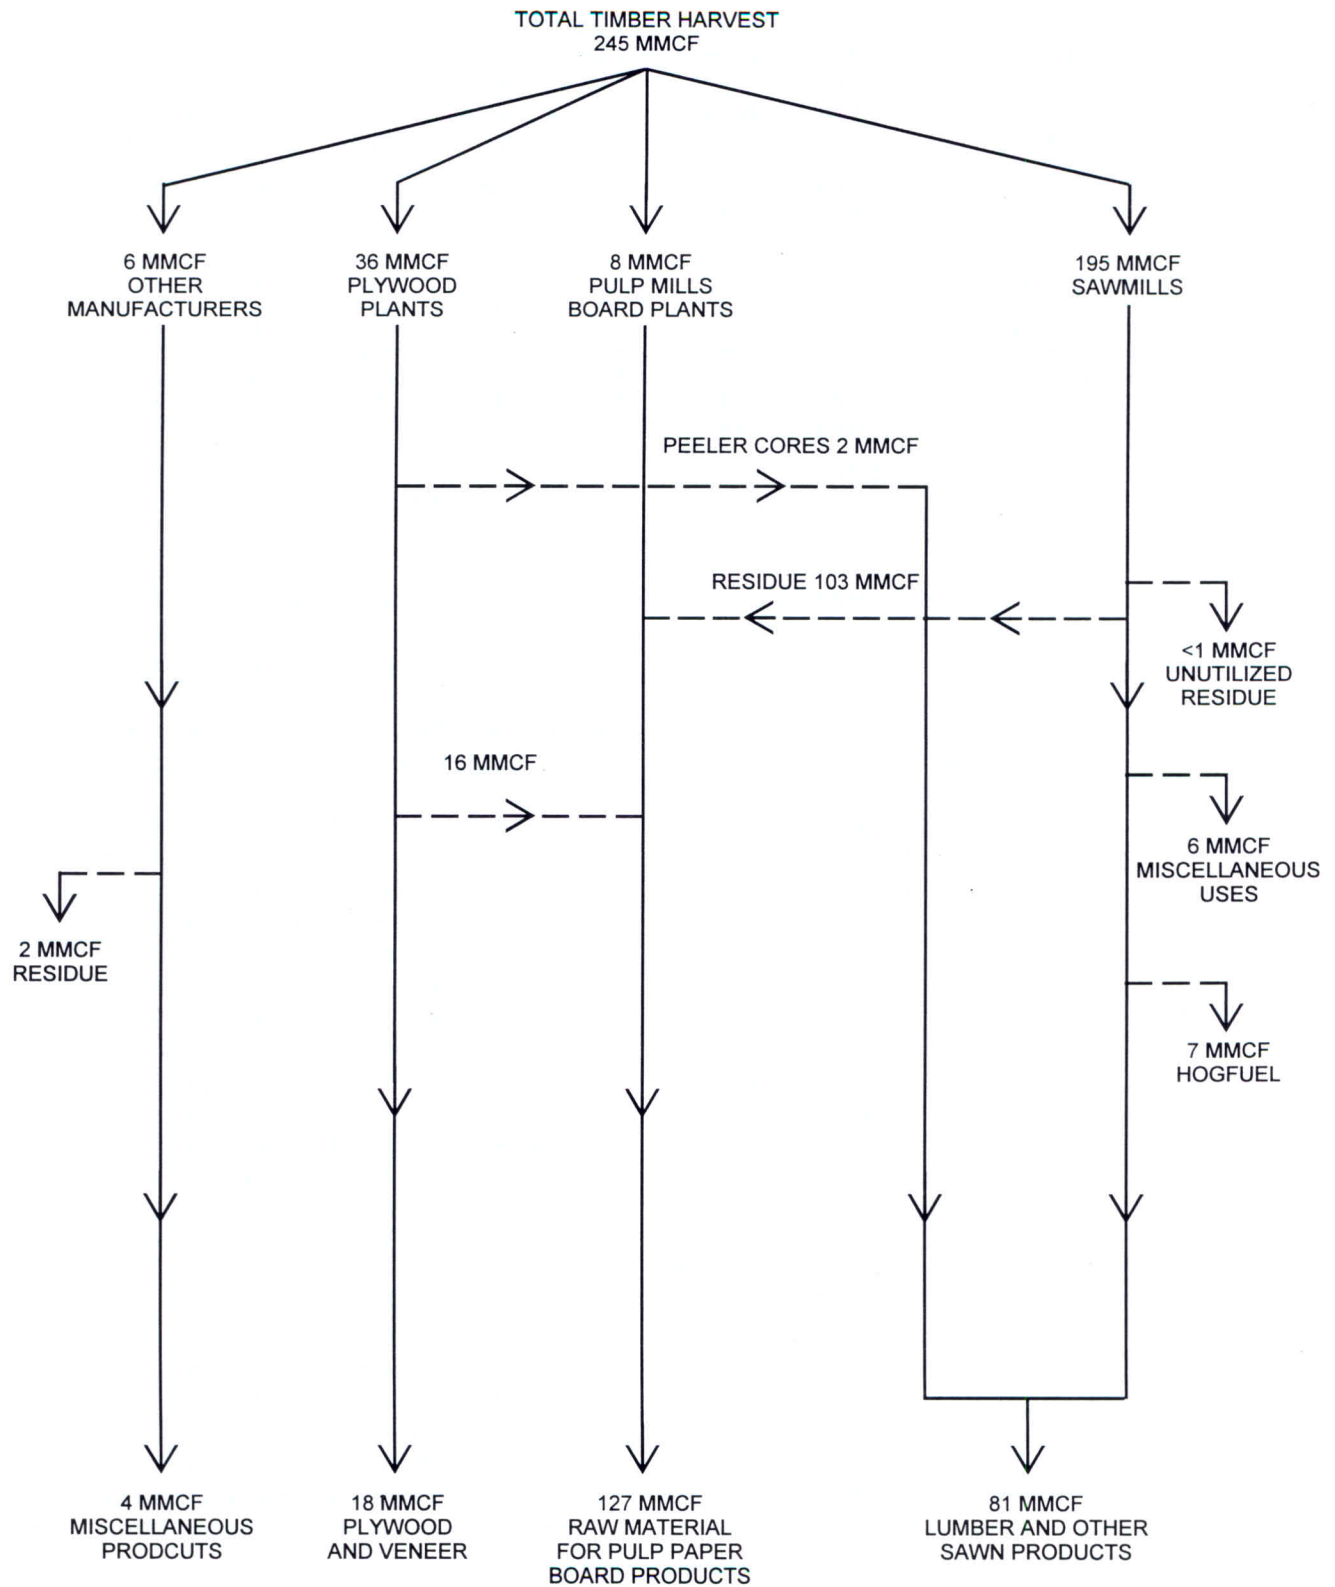 TOTAL TIMBER HARVEST
245 MMCF
6 MMCF
OTHER
MANUFACTURERS
36 MMCF
PLYWOOD
PLANTS
8 MMCF
PULP MILLS
BOARD PLANTS
195 MMCF
SAWMILLS
PEELER CORES 2 MMCF
RESIDUE 103 MMCF
<1 MMCF
UNUTILIZED
RESIDUE
16 MMCF
6 MMCF
MISCELLANEOUS
USES
2 MMCF
RESIDUE
7 MMCF
HOGFUEL
4 MMCF
MISCELLANEOUS
PRODCUTS
18 MMCF
PLYWOOD
AND VENEER
127 MMCF
RAW MATERIAL
FOR PULP PAPER
BOARD PRODUCTS
81 MMCF
LUMBER AND OTHER
SAWN PRODUCTS